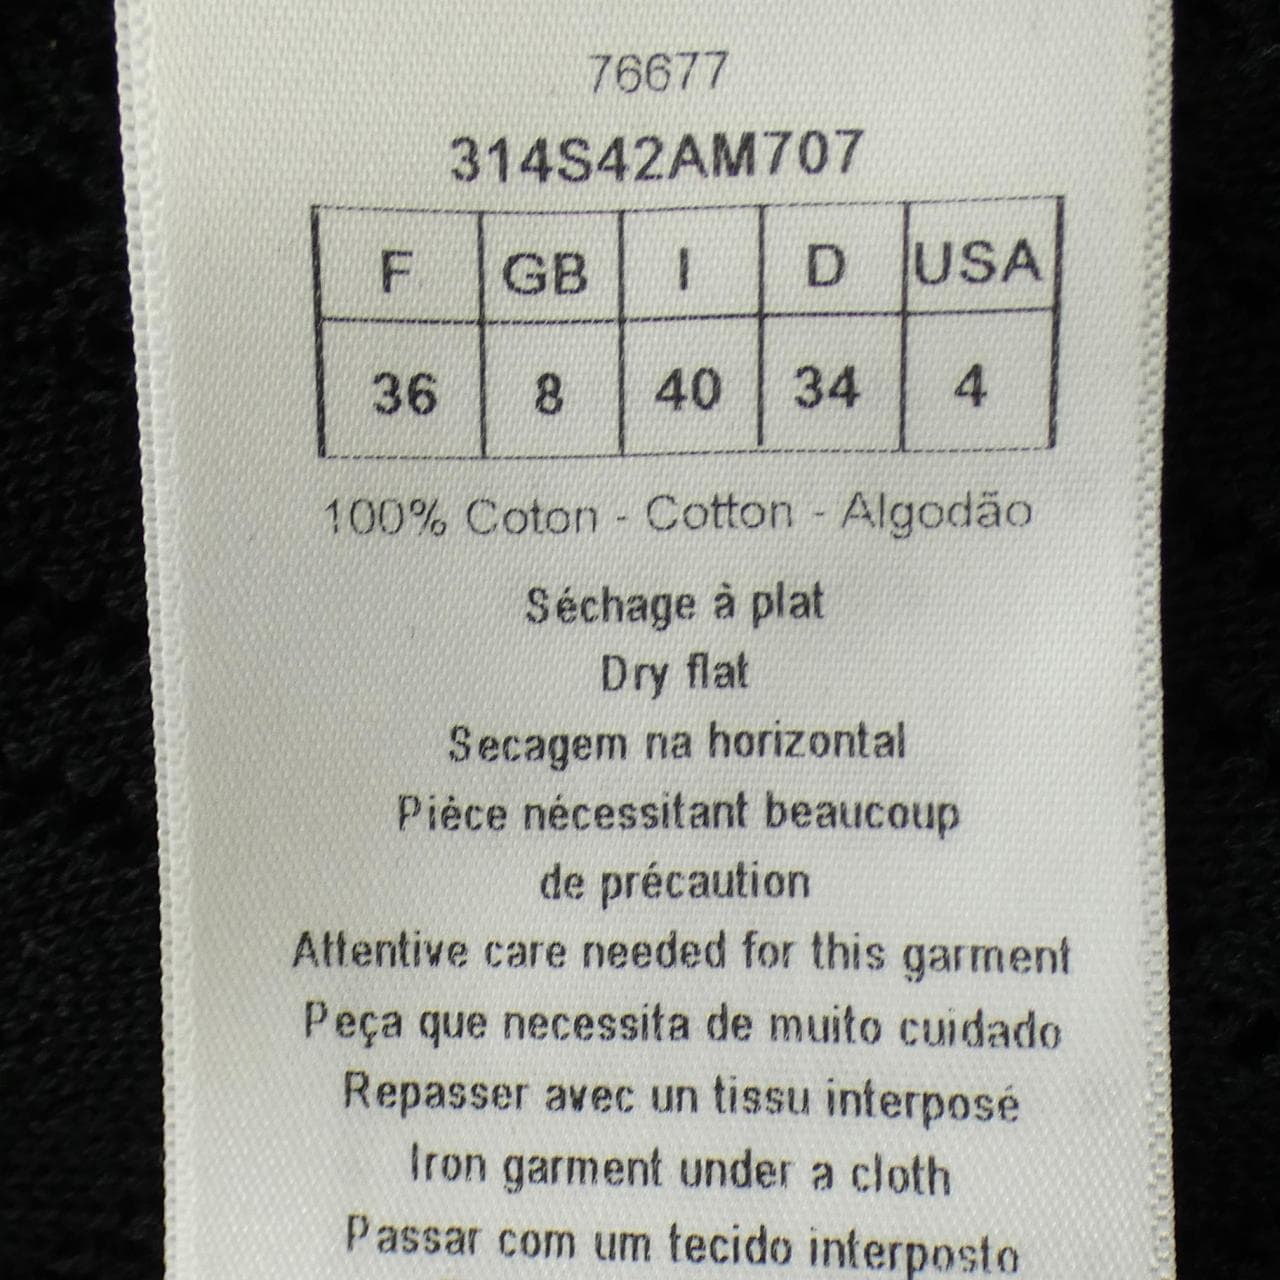 76677
314S42AM707
F GB I D USA
36 8 40 34 4
100% Coton - Cotton - Algodão
Séchage à plat
Dry flat
Secagem na horizontal
Pièce nécessitant beaucoup
de précaution
Attentive care needed for this garment
Peça que necessita de muito cuidado
Repasser avec un tissu interposé
Iron garment under a cloth
Passar com um tecido interposto